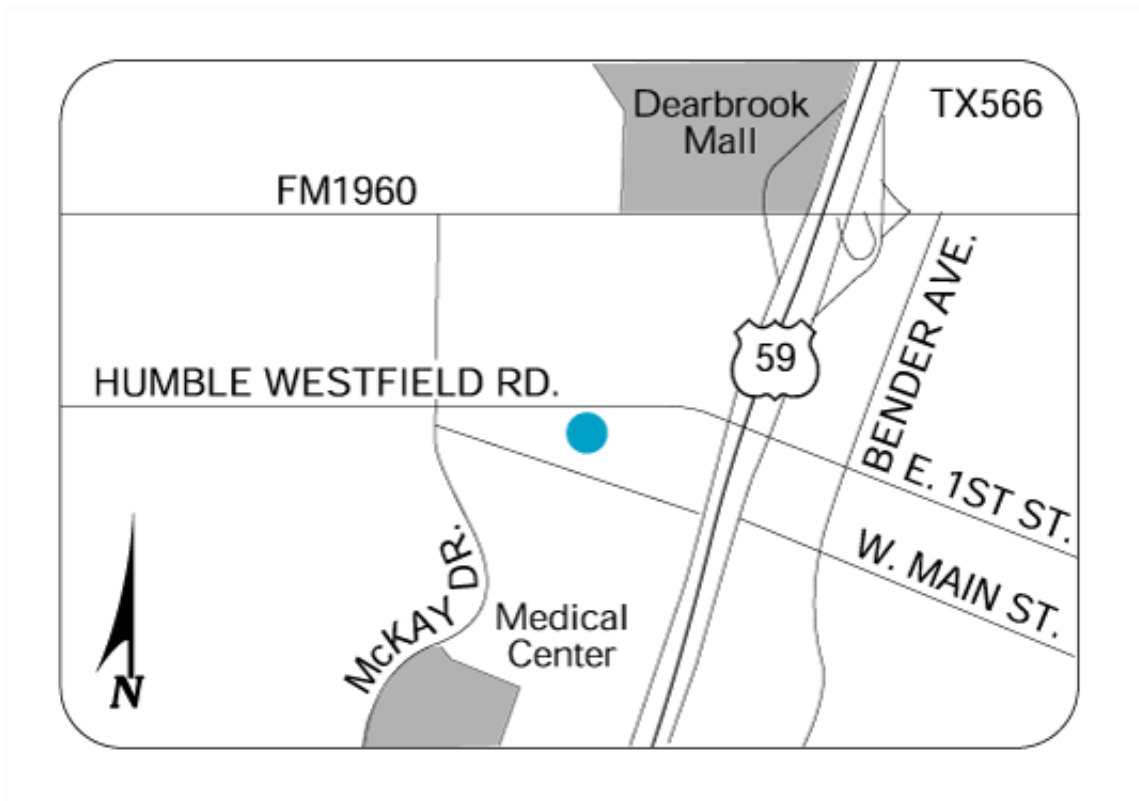 Dearbrook
Mall
TX566
FM1960
BENDER AVE.
59
HUMBLE WESTFIELD RD.
E. 1ST ST.
W. MAIN ST.
McKAY DR.
Medical
Center
N